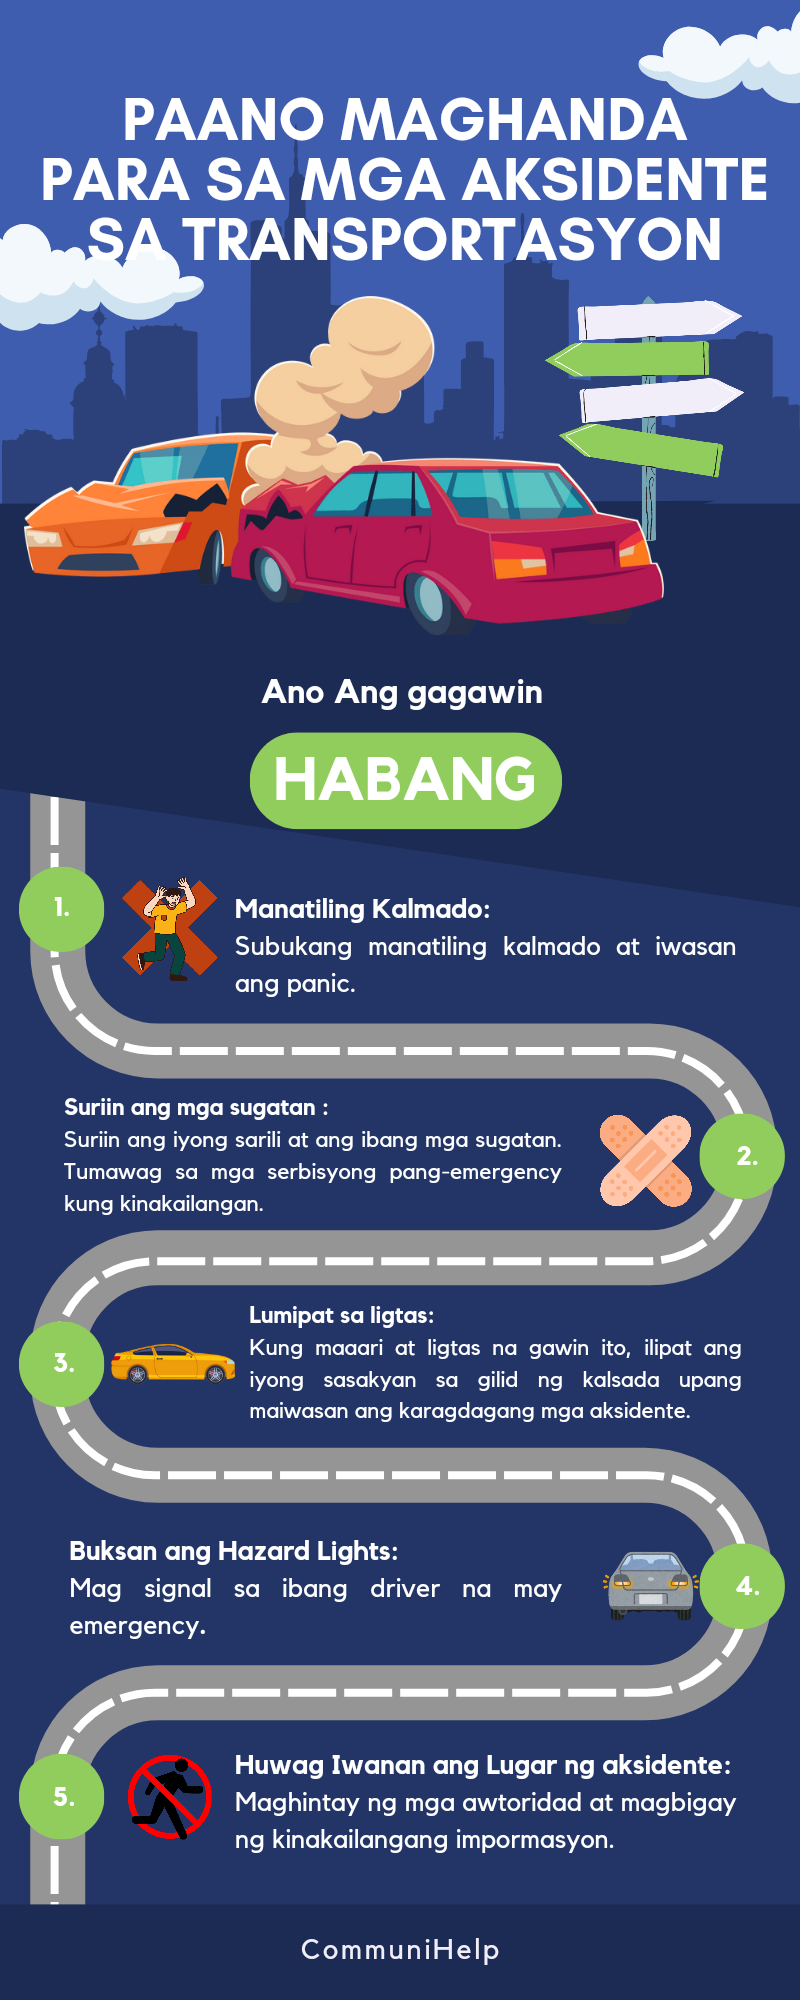 PAANO MAGHANDA
PARA SA MGA AKSIDENTE
SA TRANSPORTASYON
Ano Ang gagawin
HABANG
1.
Manatiling Kalmado:
Subukang manatiling kalmado at iwasan
ang panic.
Suriin ang mga sugatan :
Suriin ang iyong sarili at ang ibang mga sugatan.
Tumawag sa mga serbisyong pang-emergency
kung kinakailangan.
2.
Lumipat sa ligtas:
3.
Kung maaari at ligtas na gawin ito, ilipat ang
iyong sasakyan sa gilid ng kalsada upang
maiwasan ang karagdagang mga aksidente.
Buksan ang Hazard Lights:
Mag signal sa ibang driver na may
emergency.
4.
Huwag Iwanan ang Lugar ng aksidente:
5.
Maghintay ng mga awtoridad at magbigay
ng kinakailangang impormasyon.
CommuniHelp